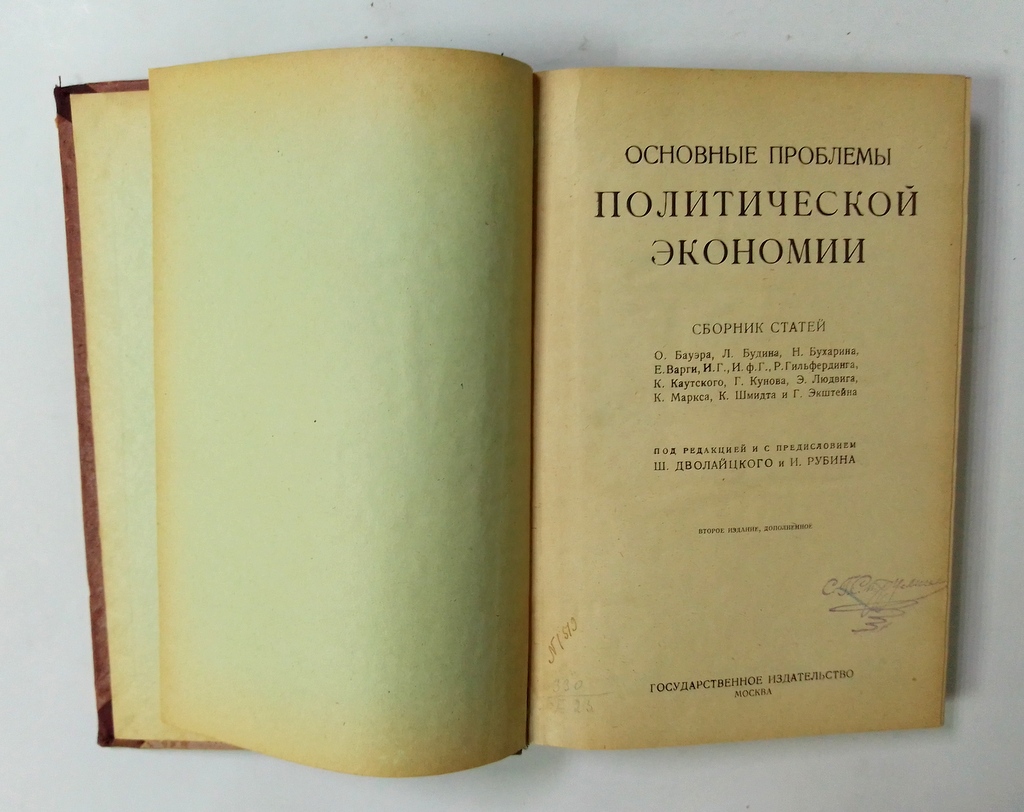 ОСНОВНЫЕ ПРОБЛЕМЫ
ПОЛИТИЧЕСКОЙ
ЭКОНОМИИ
СБОРНИК СТАТЕЙ
О. Бауэра, Л. Будина, Н. Бухарина,
Е. Варги, И. Г., И. ф. Г., Р. Гильфердинга,
К. Каутского, Г. Кунова, Э. Людвига,
К. Маркса, К. Шмидта и Г. Экштейна
ПОД РЕДАКЦИЕЙ И С ПРЕДИСЛОВИЕМ
Ш. ДВОЛАЙЦКОГО и И. РУБИНА
ВТОРОЕ ИЗДАНИЕ, ДОПОЛНЕННОЕ
ГОСУДАРСТВЕННОЕ ИЗДАТЕЛЬСТВО
МОСКВА